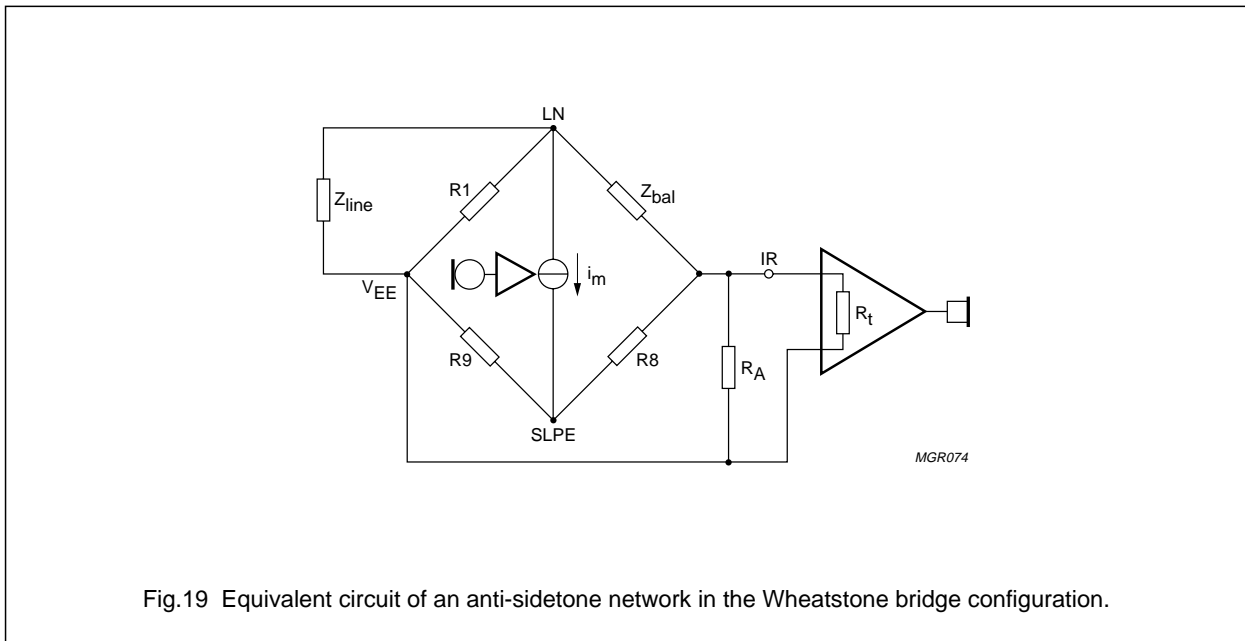 LN
R1
Z_bal
Z_line
IR
i_m
V_EE
R_t
R9
R8
R_A
SLPE
MGR074
Fig.19 Equivalent circuit of an anti-sidetone network in the Wheatstone bridge configuration.